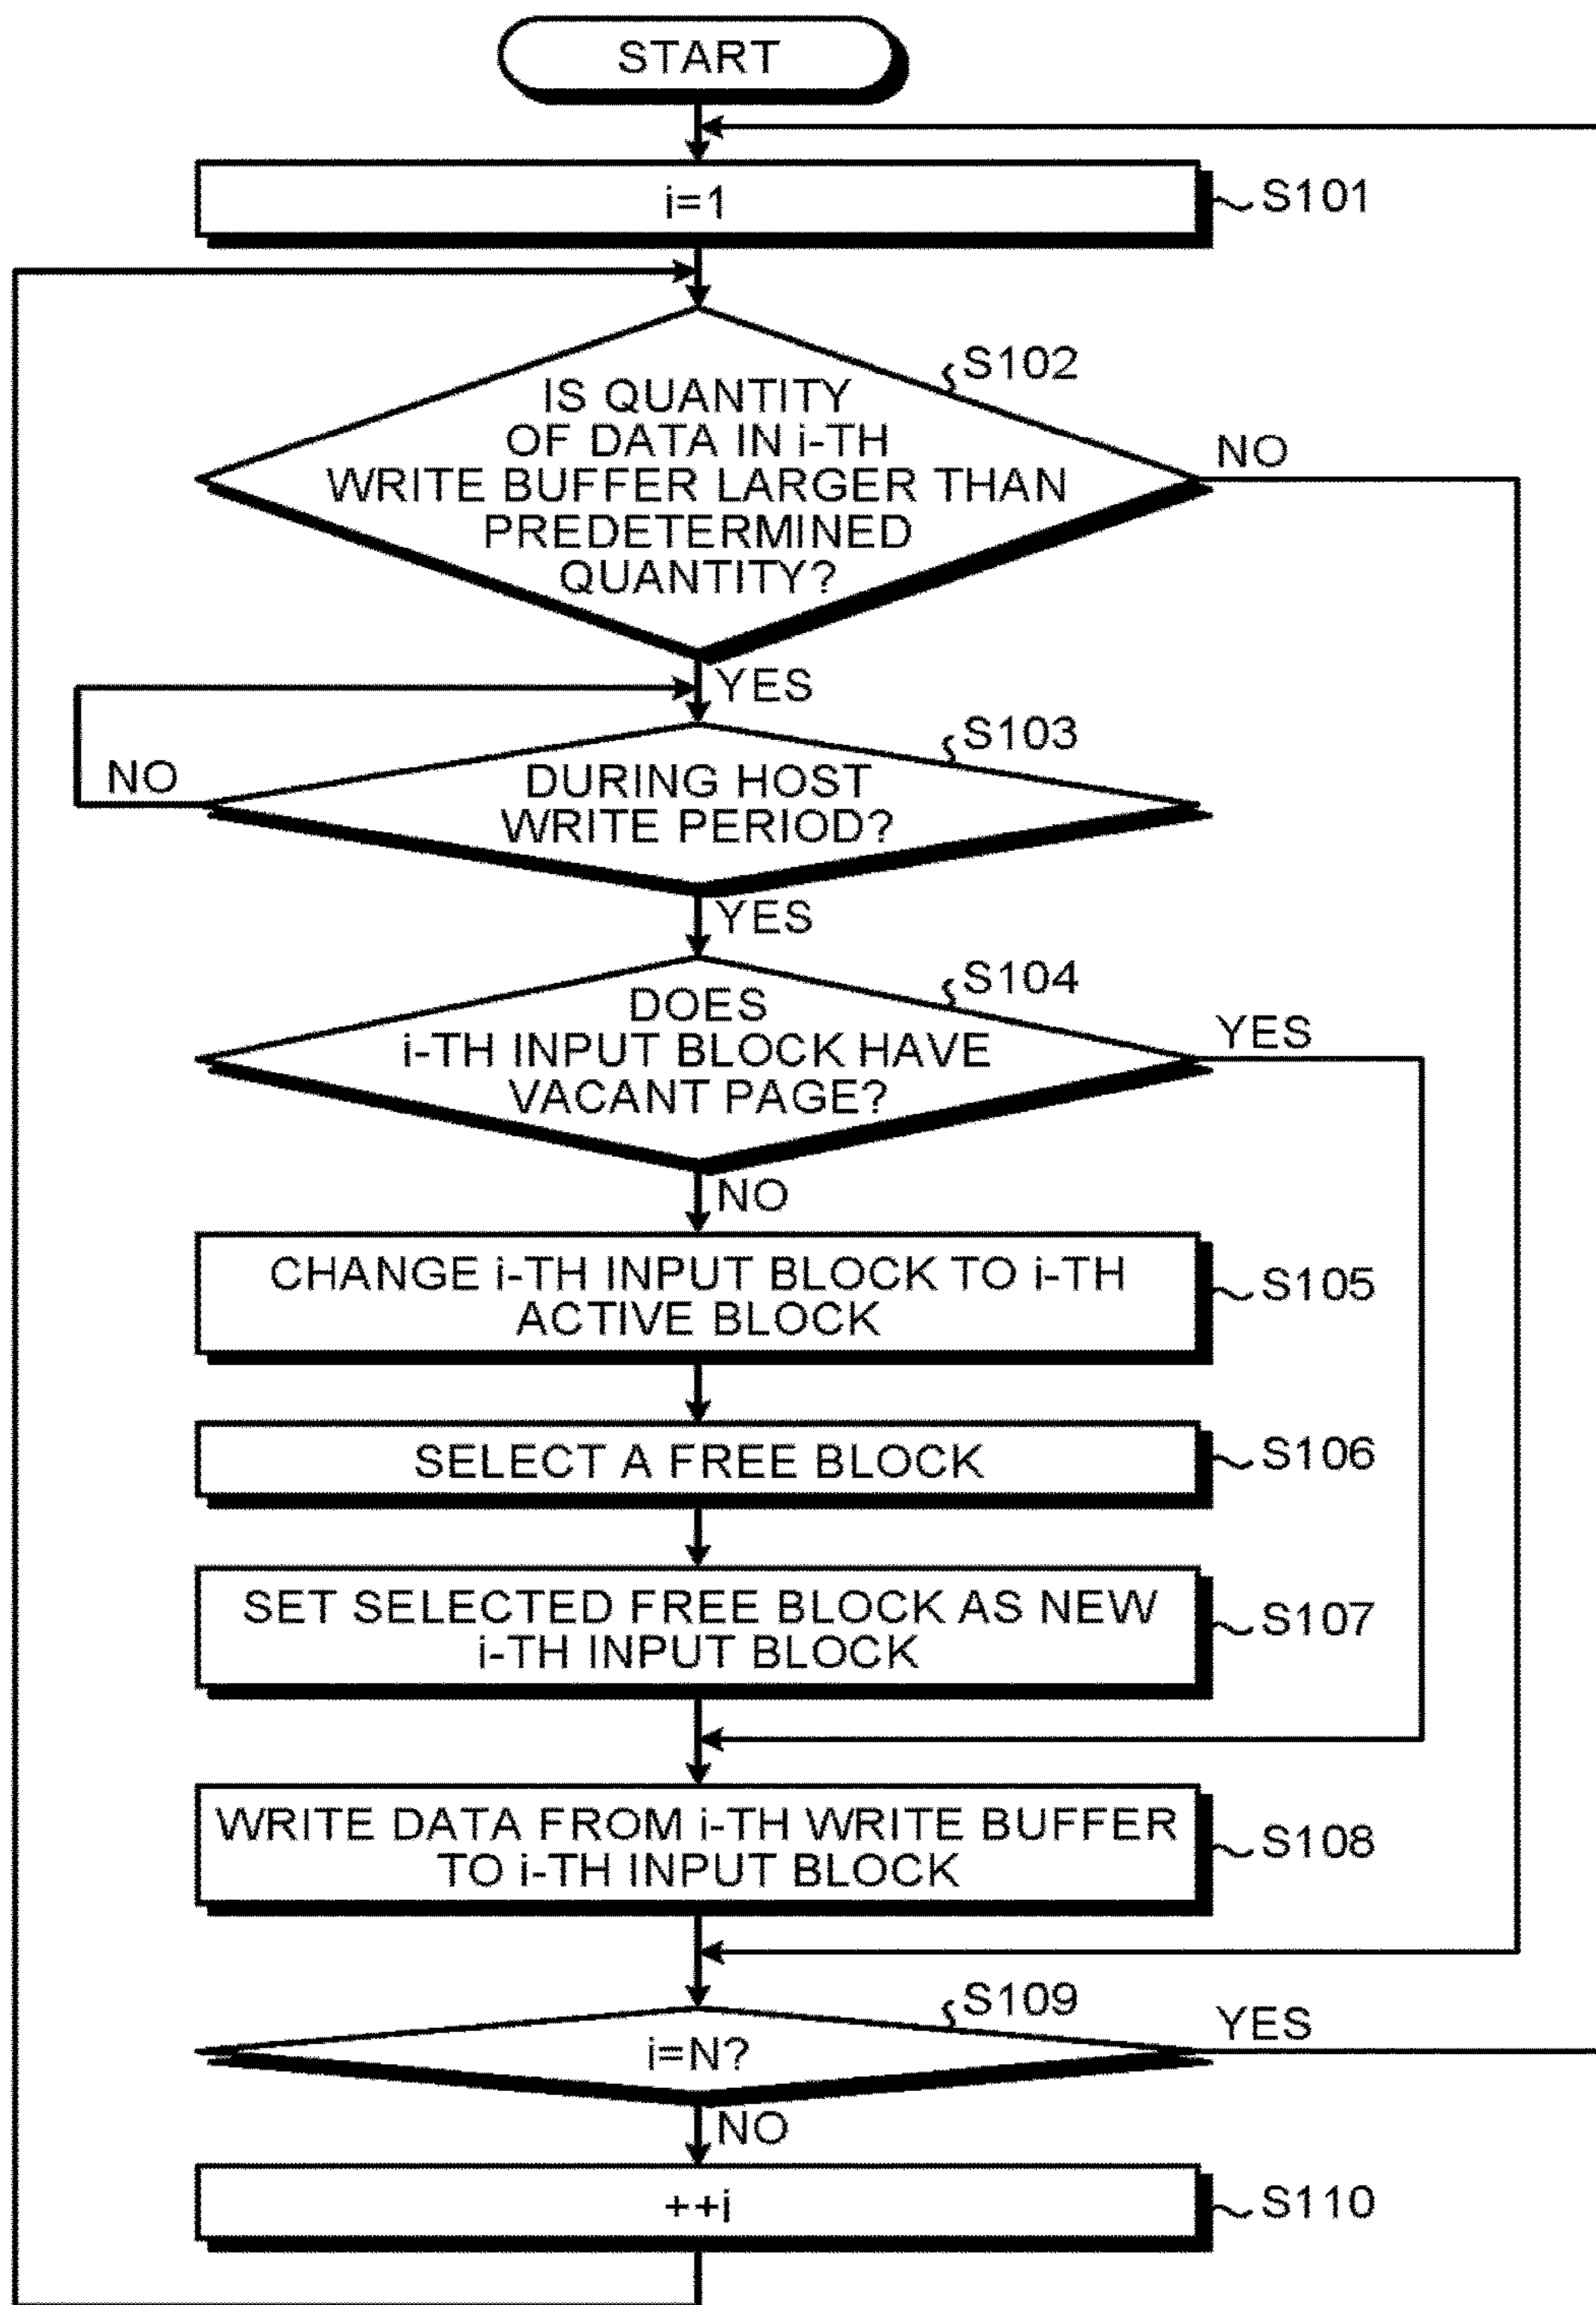 START
i=1
S101
S102
IS QUANTITY
OF DATA IN i-TH
WRITE BUFFER LARGER THAN
PREDETERMINED
QUANTITY?
NO
YES
S103
DURING HOST
WRITE PERIOD?
NO
YES
S104
DOES
i-TH INPUT BLOCK HAVE
VACANT PAGE?
YES
NO
CHANGE i-TH INPUT BLOCK TO i-TH
ACTIVE BLOCK
S105
SELECT A FREE BLOCK
S106
SET SELECTED FREE BLOCK AS NEW
i-TH INPUT BLOCK
S107
WRITE DATA FROM i-TH WRITE BUFFER
TO i-TH INPUT BLOCK
S108
S109
i=N?
YES
NO
++i
S110